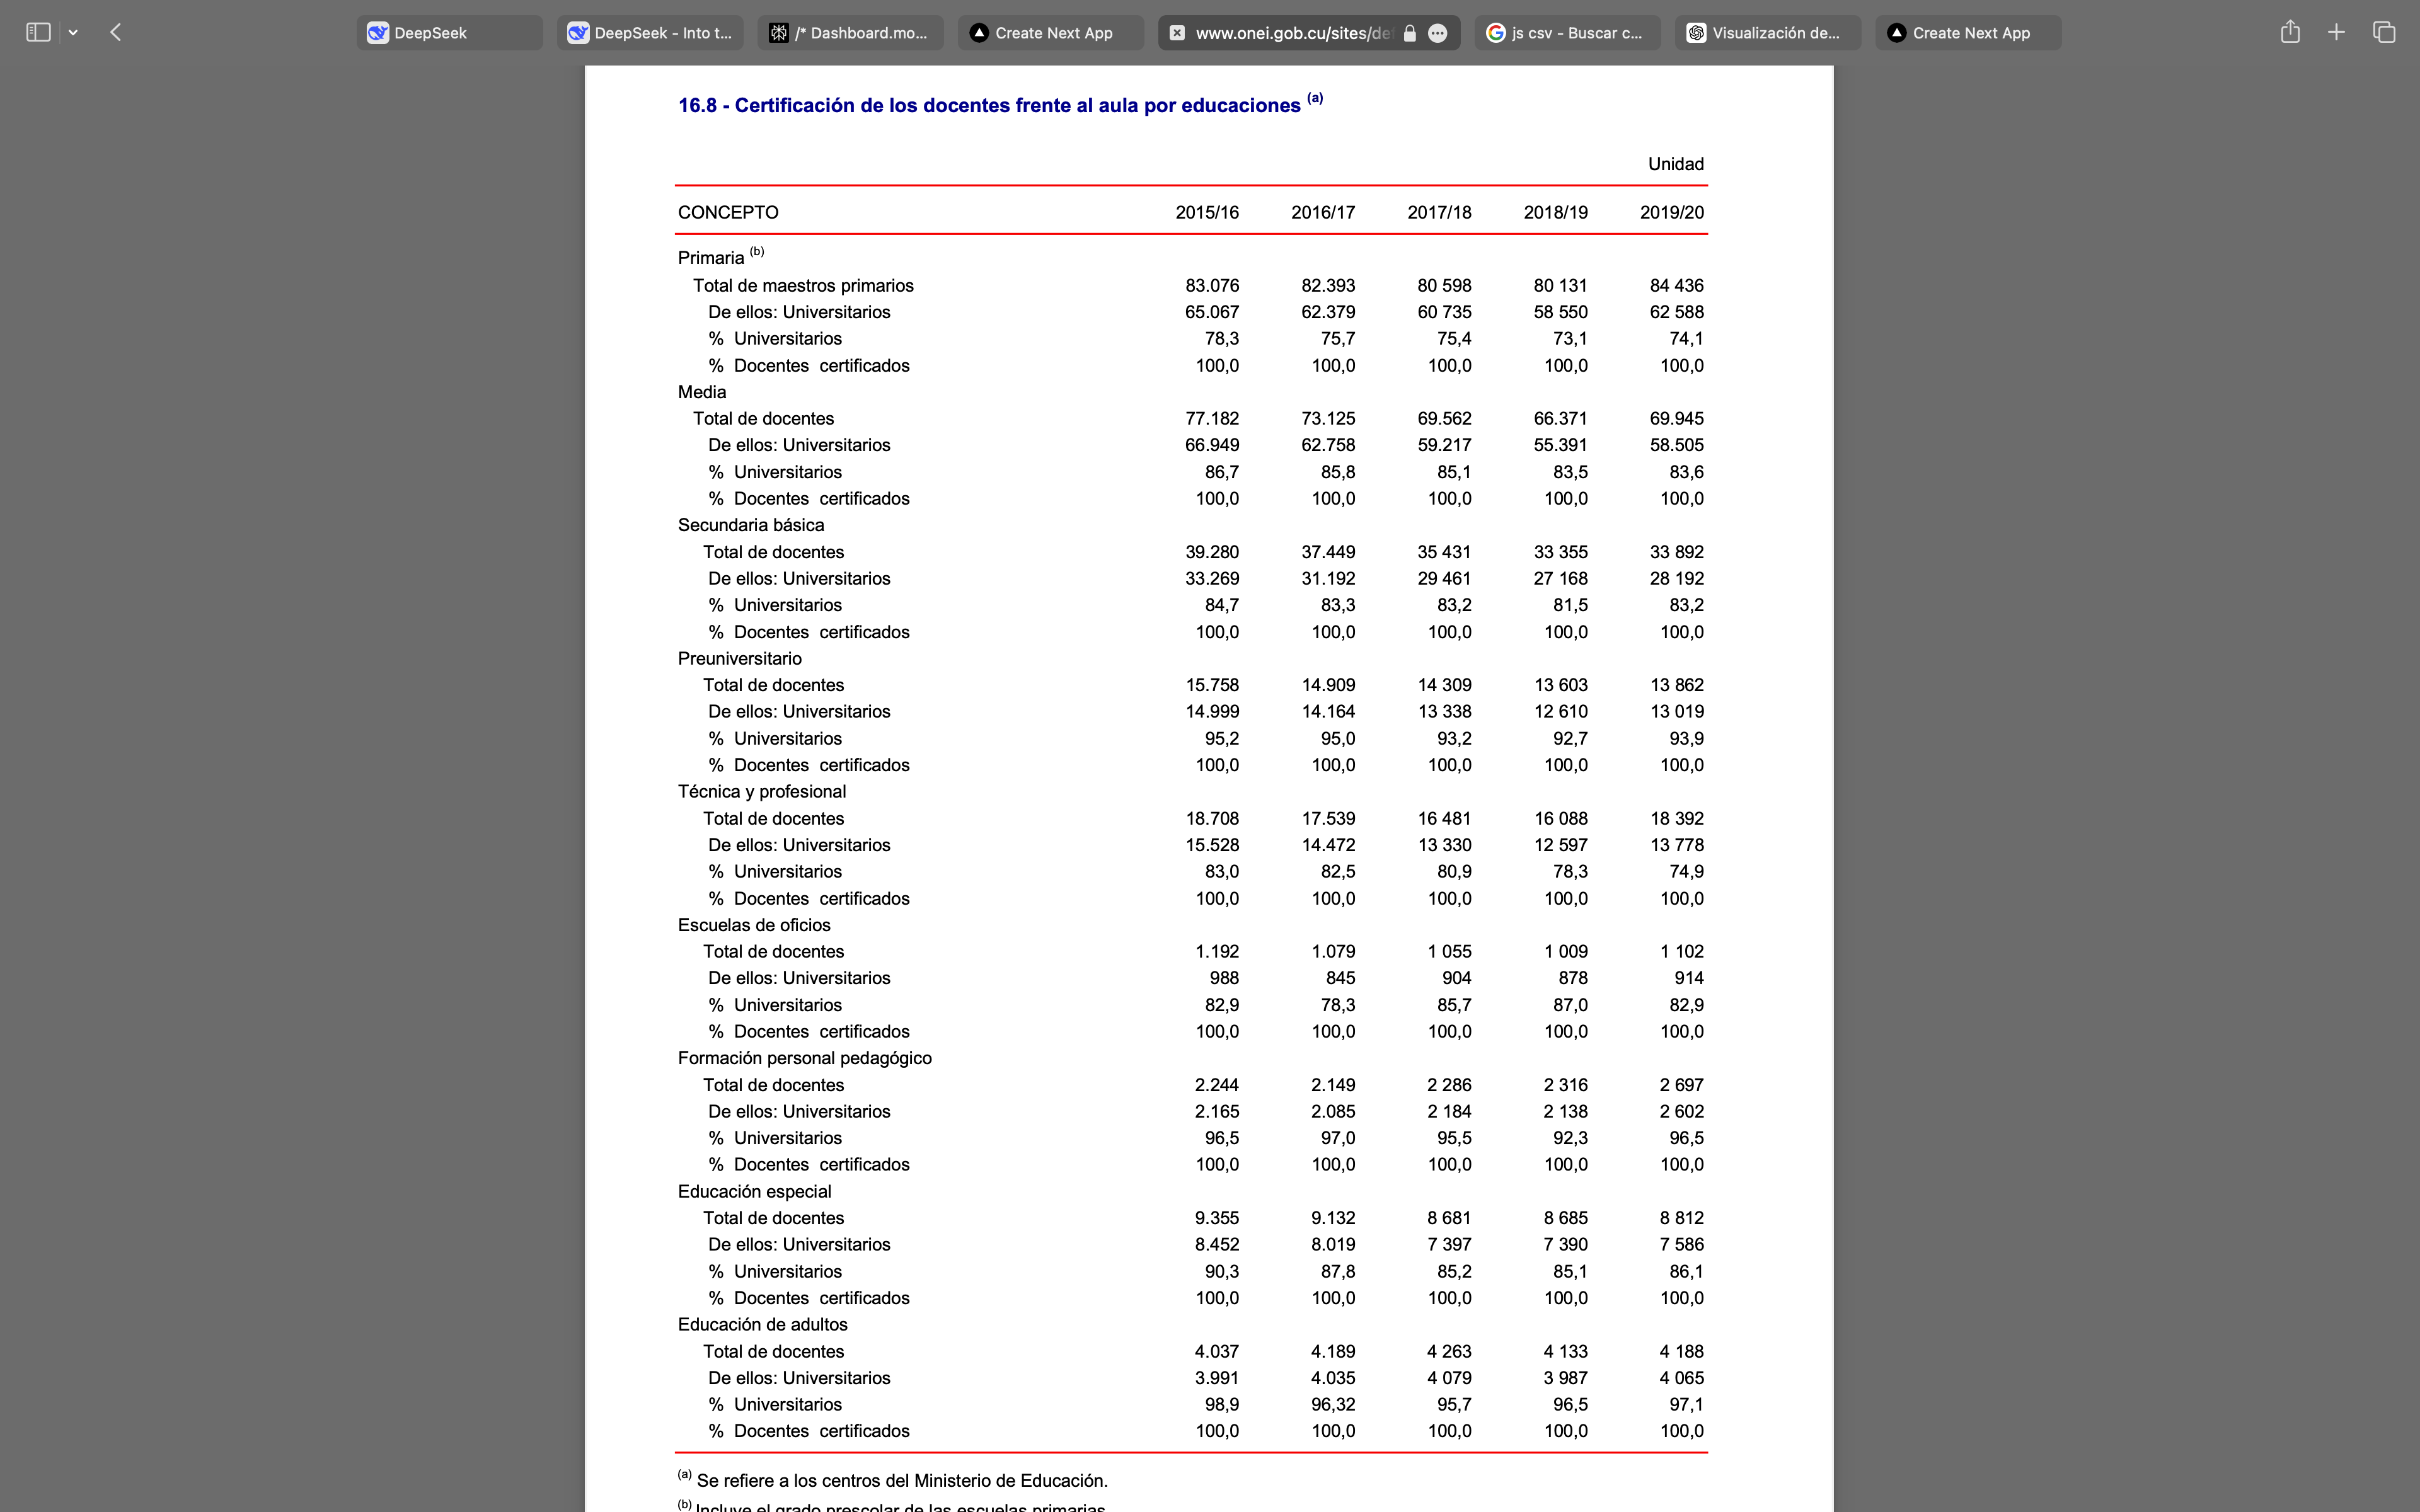 DeepSeek
DeepSeek - Into t...
/* Dashboard.mo...
Create Next App
www.onei.gob.cu/sites/def
js csv - Buscar c...
Visualización de...
Create Next App
16.8 - Certificación de los docentes frente al aula por educaciones (a)
Unidad
CONCEPTO 2015/16 2016/17 2017/18 2018/19 2019/20
Primaria (b)
Total de maestros primarios 83.076 82.393 80 598 80 131 84 436
De ellos: Universitarios 65.067 62.379 60 735 58 550 62 588
% Universitarios 78,3 75,7 75,4 73,1 74,1
% Docentes certificados 100,0 100,0 100,0 100,0 100,0
Media
Total de docentes 77.182 73.125 69.562 66.371 69.945
De ellos: Universitarios 66.949 62.758 59.217 55.391 58.505
% Universitarios 86,7 85,8 85,1 83,5 83,6
% Docentes certificados 100,0 100,0 100,0 100,0 100,0
Secundaria básica
Total de docentes 39.280 37.449 35 431 33 355 33 892
De ellos: Universitarios 33.269 31.192 29 461 27 168 28 192
% Universitarios 84,7 83,3 83,2 81,5 83,2
% Docentes certificados 100,0 100,0 100,0 100,0 100,0
Preuniversitario
Total de docentes 15.758 14.909 14 309 13 603 13 862
De ellos: Universitarios 14.999 14.164 13 338 12 610 13 019
% Universitarios 95,2 95,0 93,2 92,7 93,9
% Docentes certificados 100,0 100,0 100,0 100,0 100,0
Técnica y profesional
Total de docentes 18.708 17.539 16 481 16 088 18 392
De ellos: Universitarios 15.528 14.472 13 330 12 597 13 778
% Universitarios 83,0 82,5 80,9 78,3 74,9
% Docentes certificados 100,0 100,0 100,0 100,0 100,0
Escuelas de oficios
Total de docentes 1.192 1.079 1 055 1 009 1 102
De ellos: Universitarios 988 845 904 878 914
% Universitarios 82,9 78,3 85,7 87,0 82,9
% Docentes certificados 100,0 100,0 100,0 100,0 100,0
Formación personal pedagógico
Total de docentes 2.244 2.149 2 286 2 316 2 697
De ellos: Universitarios 2.165 2.085 2 184 2 138 2 602
% Universitarios 96,5 97,0 95,5 92,3 96,5
% Docentes certificados 100,0 100,0 100,0 100,0 100,0
Educación especial
Total de docentes 9.355 9.132 8 681 8 685 8 812
De ellos: Universitarios 8.452 8.019 7 397 7 390 7 586
% Universitarios 90,3 87,8 85,2 85,1 86,1
% Docentes certificados 100,0 100,0 100,0 100,0 100,0
Educación de adultos
Total de docentes 4.037 4.189 4 263 4 133 4 188
De ellos: Universitarios 3.991 4.035 4 079 3 987 4 065
% Universitarios 98,9 96,32 95,7 96,5 97,1
% Docentes certificados 100,0 100,0 100,0 100,0 100,0
(a) Se refiere a los centros del Ministerio de Educación.
(b) Incluye el grado prescolar de las escuelas primarias